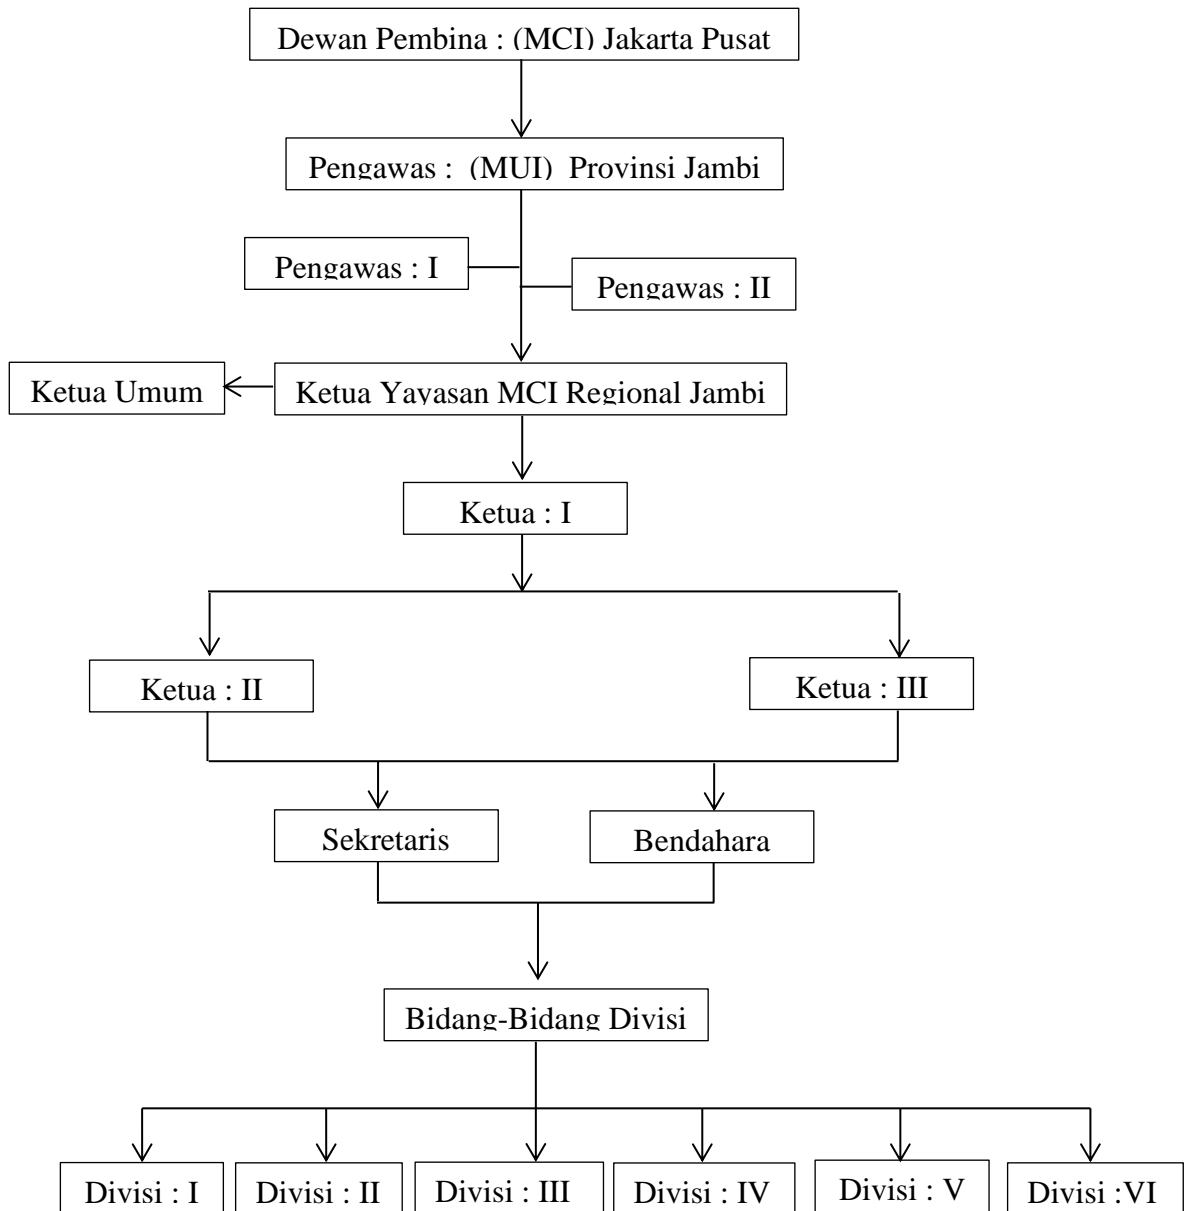 Dewan Pembina : (MCI) Jakarta Pusat
Pengawas :  (MUI)  Provinsi Jambi
Pengawas : I
Pengawas : II
Ketua Umum
Ketua Yayasan MCI Regional Jambi
Ketua : I
Ketua : II
Ketua : III
Sekretaris
Bendahara
Bidang-Bidang Divisi
Divisi : I
Divisi : II
Divisi : III
Divisi : IV
Divisi : V
Divisi :VI